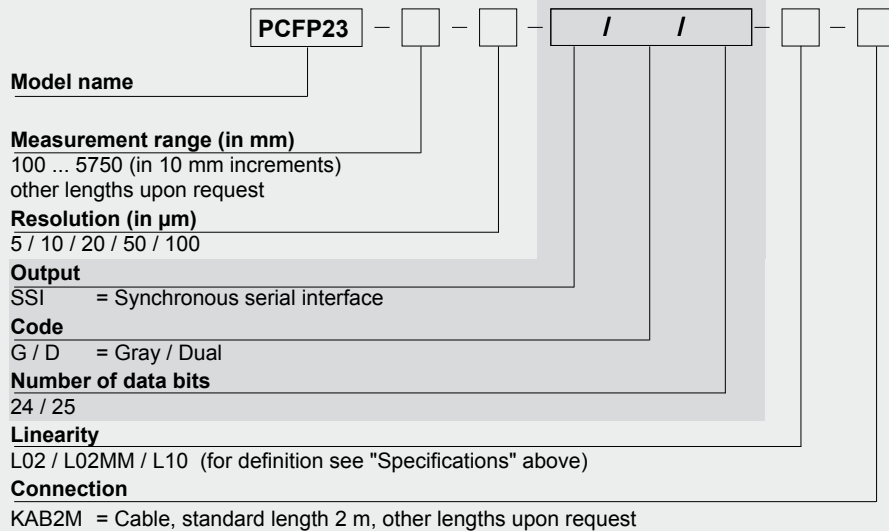 PCFP23 – – – / / – –
Model name
Measurement range (in mm)
100 ... 5750 (in 10 mm increments)
other lengths upon request
Resolution (in µm)
5 / 10 / 20 / 50 / 100
Output
SSI = Synchronous serial interface
Code
G / D = Gray / Dual
Number of data bits
24 / 25
Linearity
L02 / L02MM / L10 (for definition see "Specifications" above)
Connection
KAB2M = Cable, standard length 2 m, other lengths upon request